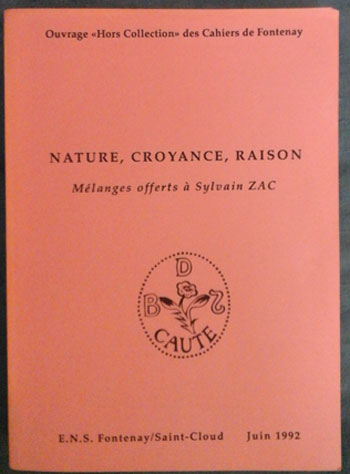 Ouvrage «Hors Collection» des Cahiers de Fontenay
NATURE, CROYANCE, RAISON
Mélanges offerts à Sylvain ZAC
D
B S
CAUTE
E.N.S. Fontenay/Saint-Cloud Juin 1992